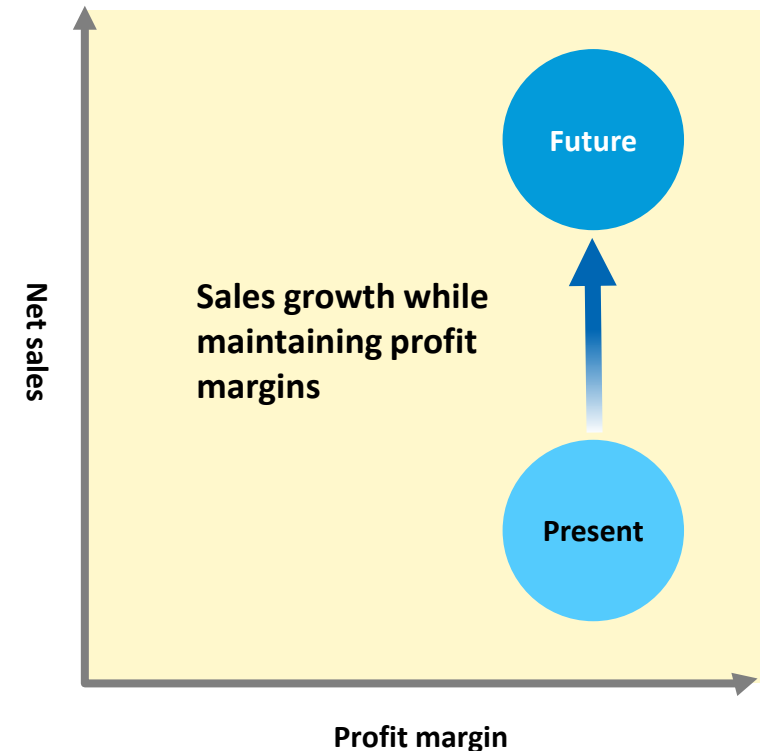 Future
Sales growth while
maintaining profit
margins
Net sales
Present
Profit margin